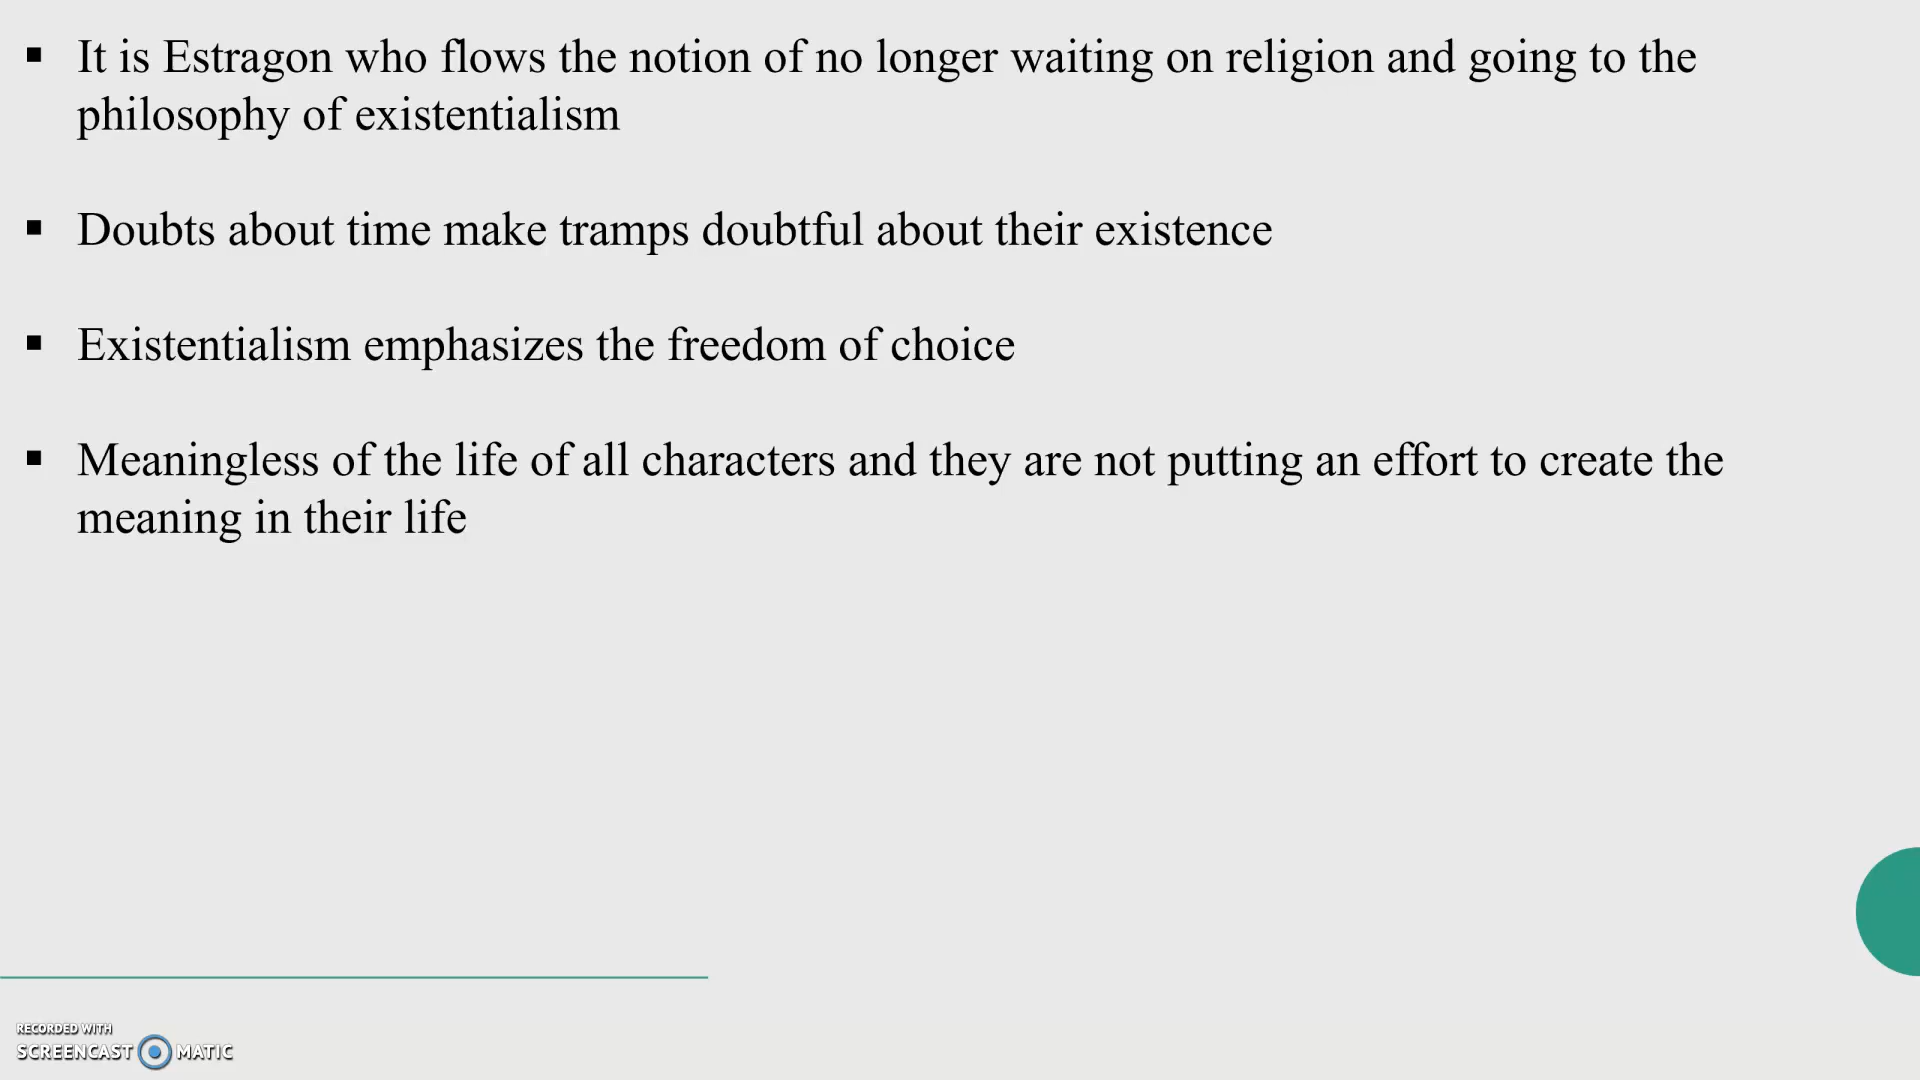 ▪ It is Estragon who flows the notion of no longer waiting on religion and going to the
philosophy of existentialism
▪ Doubts about time make tramps doubtful about their existence
▪ Existentialism emphasizes the freedom of choice
▪ Meaningless of the life of all characters and they are not putting an effort to create the
meaning in their life
RECORDED WITH
SCREENCAST MATIC